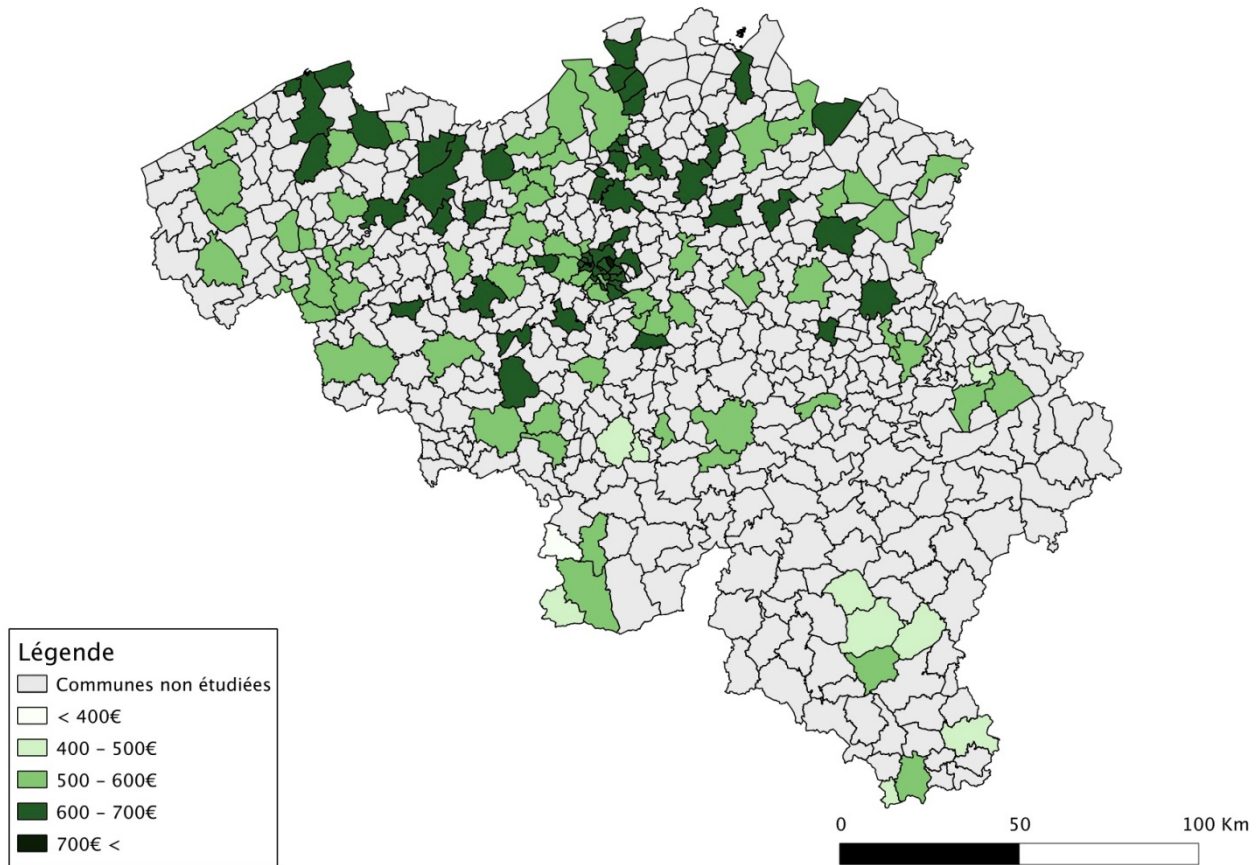 Légende
Communes non étudiées
< 400€
400 – 500€
500 – 600€
600 – 700€
700€ <
0 50 100 Km